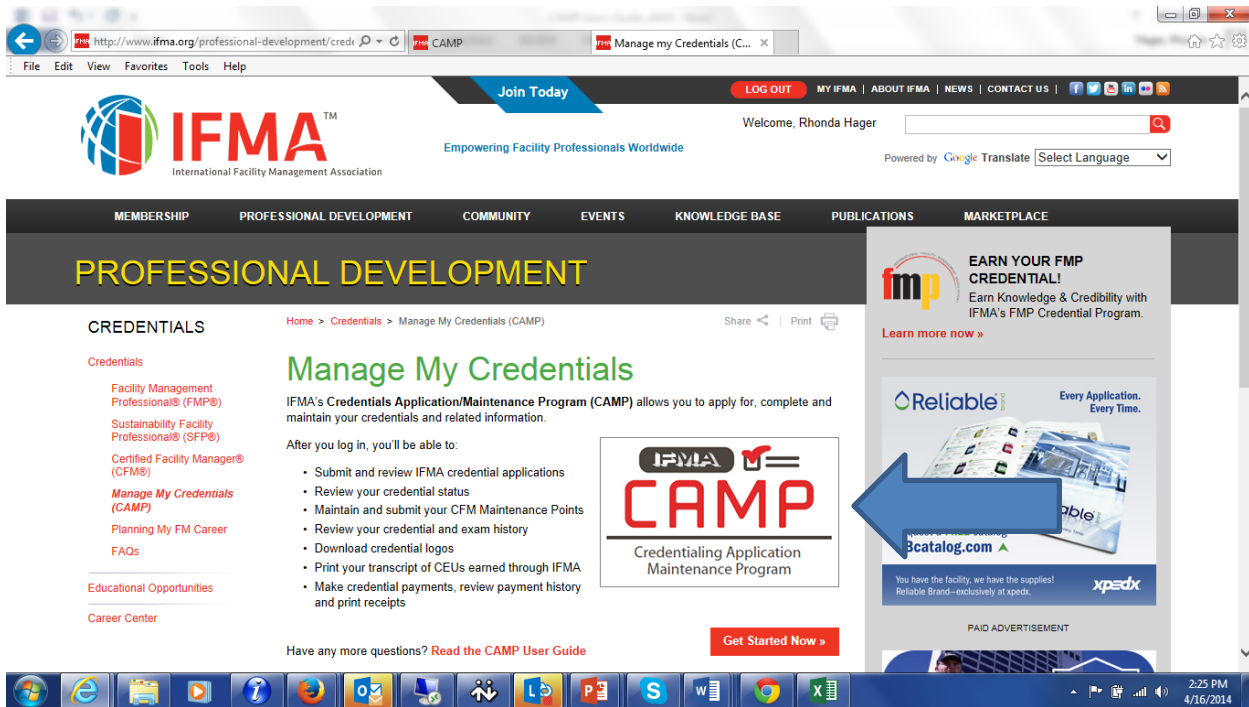 http://www.ifma.org/professional-development/crede
CAMP
Manage my Credentials (C...
File Edit View Favorites Tools Help
Join Today
LOG OUT MY IFMA | ABOUT IFMA | NEWS | CONTACT US |
IFMA™
International Facility Management Association
Empowering Facility Professionals Worldwide
Welcome, Rhonda Hager
Powered by Google Translate Select Language
MEMBERSHIP PROFESSIONAL DEVELOPMENT COMMUNITY EVENTS KNOWLEDGE BASE PUBLICATIONS MARKETPLACE
PROFESSIONAL DEVELOPMENT
CREDENTIALS
Credentials
Facility Management
Professional® (FMP®)
Sustainability Facility
Professional® (SFP®)
Certified Facility Manager®
(CFM®)
Manage My Credentials
(CAMP)
Planning My FM Career
FAQs
Educational Opportunities
Career Center
Home > Credentials > Manage My Credentials (CAMP)
Share | Print
Manage My Credentials
IFMA's Credentials Application/Maintenance Program (CAMP) allows you to apply for, complete and
maintain your credentials and related information.
After you log in, you'll be able to:
• Submit and review IFMA credential applications
• Review your credential status
• Maintain and submit your CFM Maintenance Points
• Review your credential and exam history
• Download credential logos
• Print your transcript of CEUs earned through IFMA
• Make credential payments, review payment history
and print receipts
IFMA
CAMP
Credentialing Application
Maintenance Program
Get Started Now »
Have any more questions? Read the CAMP User Guide
fmp
EARN YOUR FMP
CREDENTIAL!
Earn Knowledge & Credibility with
IFMA's FMP Credential Program.
Learn more now »
Reliable brand
Every Application.
Every Time.
Bcatalog.com
You have the facility, we have the supplies!
Reliable Brand—exclusively at xpedx.
xpedx
PAID ADVERTISEMENT
2:25 PM
4/16/2014